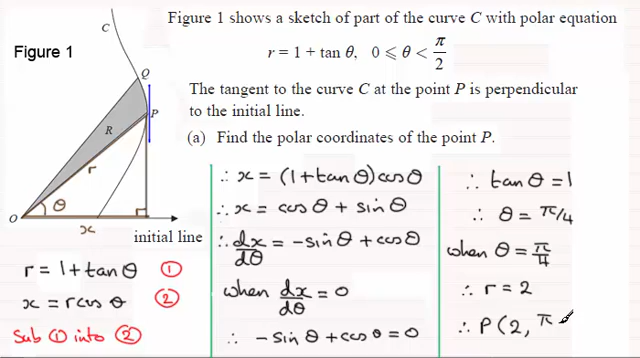 Figure 1 shows a sketch of part of the curve C with polar equation
r = 1 + tan θ, 0 ⩽ θ < π/2
The tangent to the curve C at the point P is perpendicular
to the initial line.
(a) Find the polar coordinates of the point P.
Figure 1
C
Q
P
R
r
θ
O
x
initial line
r = 1 + tan θ ①
x = r cos θ ②
Sub ① into ②
∴ x = (1 + tan θ) cos θ
∴ x = cos θ + sin θ
∴ dx/dθ = -sin θ + cos θ
when dx/dθ = 0
∴ -sin θ + cos θ = 0
∴ tan θ = 1
∴ θ = π/4
when θ = π/4
∴ r = 2
∴ P (2, π